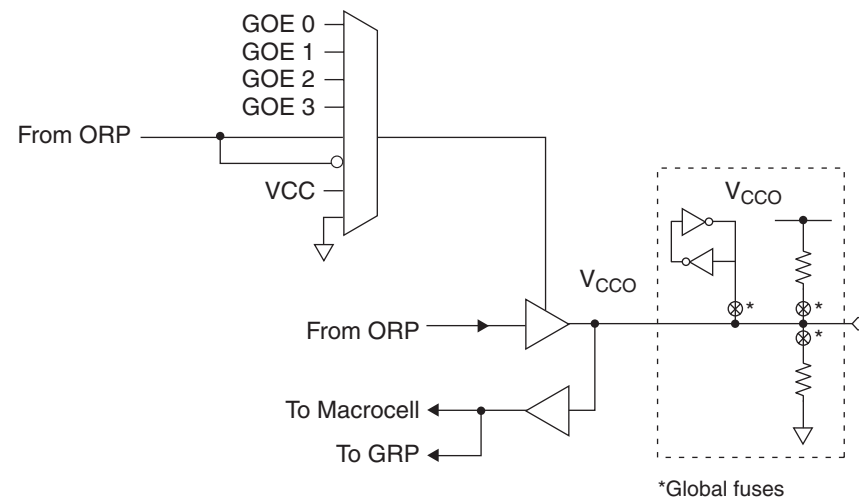 GOE 0
GOE 1
GOE 2
GOE 3
From ORP
VCC
VCCO
VCCO
*
*
*
From ORP
To Macrocell
To GRP
*Global fuses